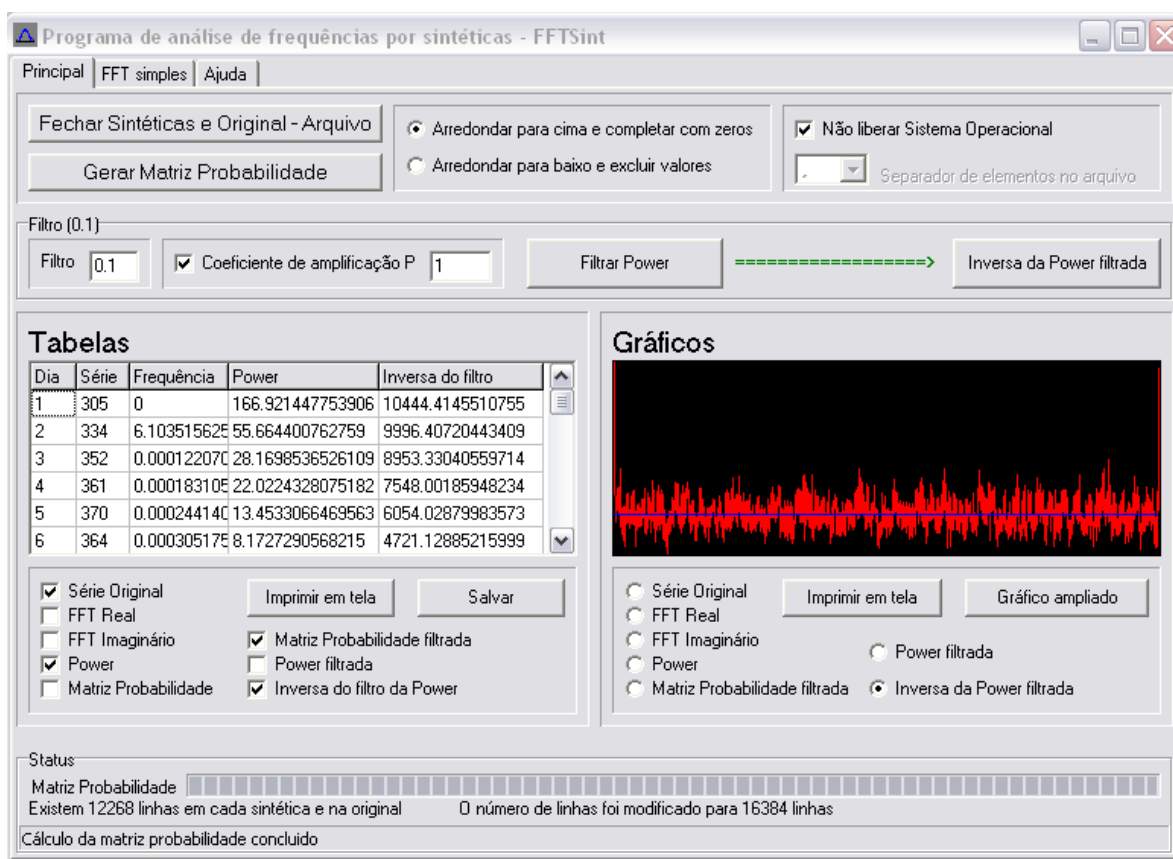 Programa de análise de frequências por sintéticas - FFTSint
Principal FFT simples Ajuda
Fechar Sintéticas e Original - Arquivo
Gerar Matriz Probabilidade
Arredondar para cima e completar com zeros
Arredondar para baixo e excluir valores
Não liberar Sistema Operacional
Separador de elementos no arquivo
Filtro (0.1)
Filtro 0.1 Coeficiente de amplificação P 1 Filtrar Power ==================> Inversa da Power filtrada
Tabelas
Dia Série Frequência Power Inversa do filtro
1 305 0 166.921447753906 10444.4145510755
2 334 6.103515625 55.664400762759 9996.40720443409
3 352 0.000122070 28.1698536526109 8953.33040559714
4 361 0.000183105 22.0224328075182 7548.00185948234
5 370 0.000244140 13.4533066469563 6054.02879983573
6 364 0.000305175 8.1727290568215 4721.12885215999
Série Original
FFT Real
FFT Imaginário
Power
Matriz Probabilidade
Imprimir em tela Salvar
Matriz Probabilidade filtrada
Power filtrada
Inversa do filtro da Power
Gráficos
Série Original
FFT Real
FFT Imaginário
Power
Matriz Probabilidade filtrada
Imprimir em tela Gráfico ampliado
Power filtrada
Inversa da Power filtrada
Status
Matriz Probabilidade
Existem 12268 linhas em cada sintética e na original O número de linhas foi modificado para 16384 linhas
Cálculo da matriz probabilidade concluido